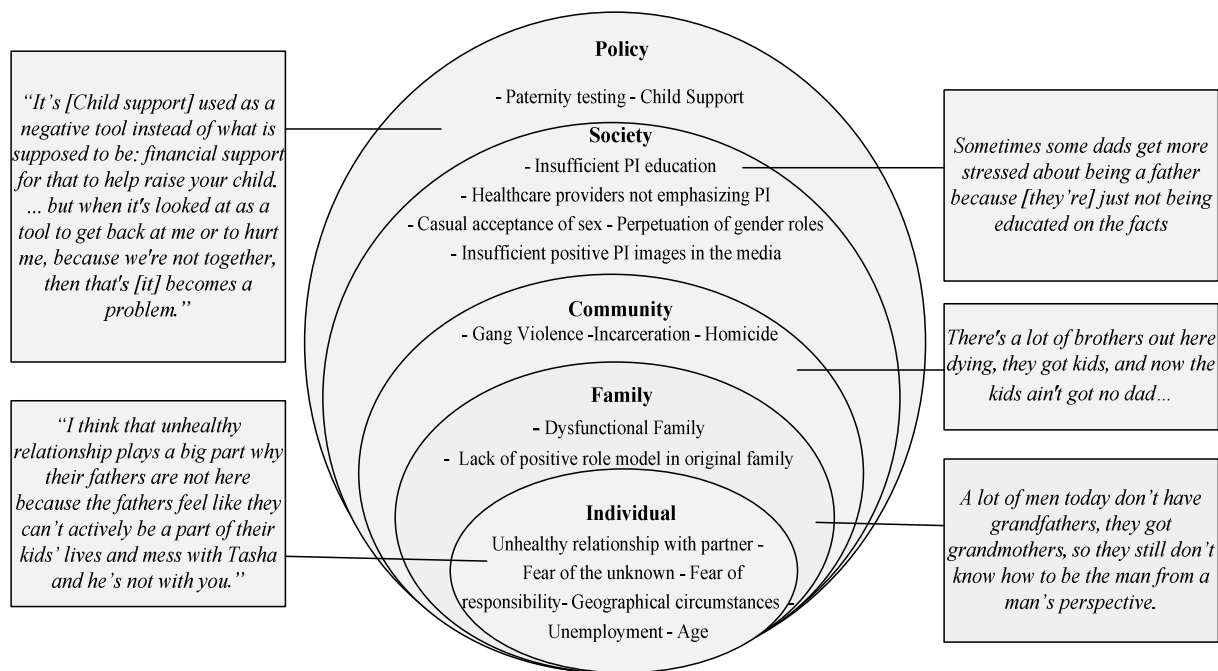 Policy
- Paternity testing - Child Support
Society
- Insufficient PI education
- Healthcare providers not emphasizing PI
- Casual acceptance of sex - Perpetuation of gender roles
- Insufficient positive PI images in the media
Community
- Gang Violence -Incarceration - Homicide
Family
- Dysfunctional Family
- Lack of positive role model in original family
Individual
Unhealthy relationship with partner -
Fear of the unknown - Fear of
responsibility- Geographical circumstances -
Unemployment - Age
“It’s [Child support] used as a
negative tool instead of what is
supposed to be: financial support
for that to help raise your child.
... but when it's looked at as a
tool to get back at me or to hurt
me, because we're not together,
then that's [it] becomes a
problem.”
“I think that unhealthy
relationship plays a big part why
their fathers are not here
because the fathers feel like they
can’t actively be a part of their
kids’ lives and mess with Tasha
and he’s not with you.”
Sometimes some dads get more
stressed about being a father
because [they’re] just not being
educated on the facts
There's a lot of brothers out here
dying, they got kids, and now the
kids ain't got no dad…
A lot of men today don’t have
grandfathers, they got
grandmothers, so they still don’t
know how to be the man from a
man’s perspective.